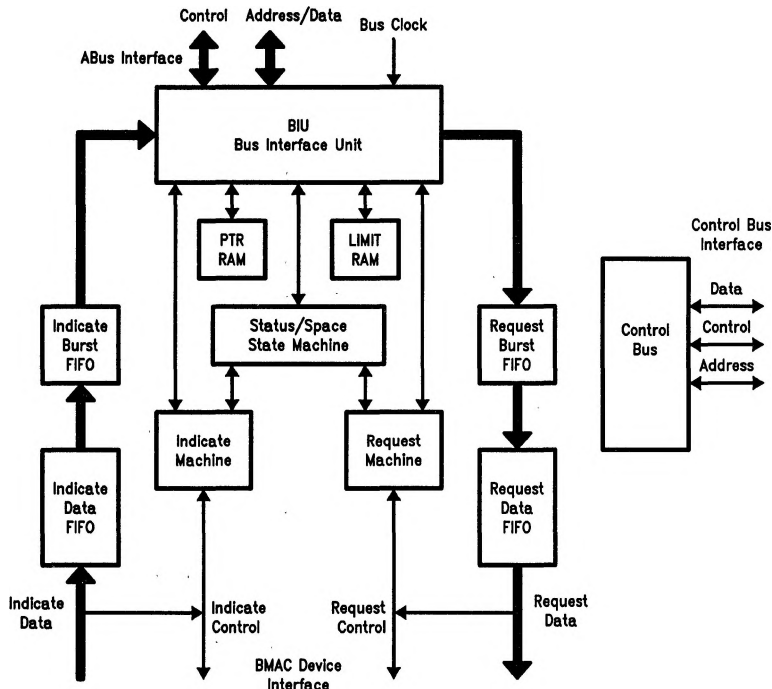 Control
Address/Data
Bus Clock
ABus Interface
BIU
Bus Interface Unit
PTR
RAM
LIMIT
RAM
Control Bus
Interface
Data
Control
Address
Control
Bus
Indicate
Burst
FIFO
Status/Space
State Machine
Request
Burst
FIFO
Indicate
Machine
Request
Machine
Indicate
Data
FIFO
Request
Data
FIFO
Indicate
Data
Indicate
Control
Request
Control
Request
Data
BMAC Device
Interface